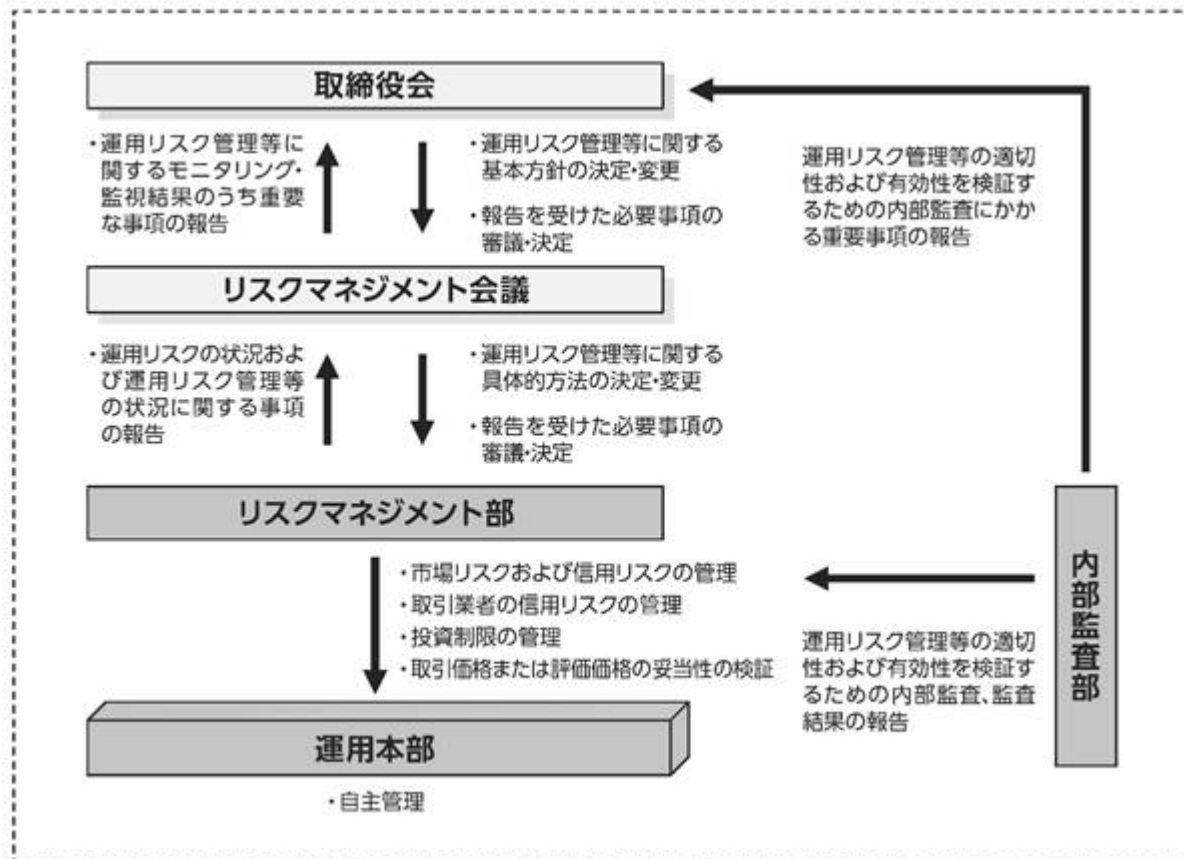 取締役会
・運用リスク管理等に
関するモニタリング・
監視結果のうち重要
な事項の報告
・運用リスク管理等に関する
基本方針の決定・変更
・報告を受けた必要事項の
審議・決定
運用リスク管理等の適切
性および有効性を検証す
るための内部監査にかか
る重要事項の報告
リスクマネジメント会議
・運用リスクの状況およ
び運用リスク管理等
の状況に関する事項
の報告
・運用リスク管理等に関する
具体的方法の決定・変更
・報告を受けた必要事項の
審議・決定
リスクマネジメント部
・市場リスクおよび信用リスクの管理
・取引業者の信用リスクの管理
・投資制限の管理
・取引価格または評価価格の妥当性の検証
運用リスク管理等の適切
性および有効性を検証す
るための内部監査、監査
結果の報告
内部監査部
運用本部
・自主管理